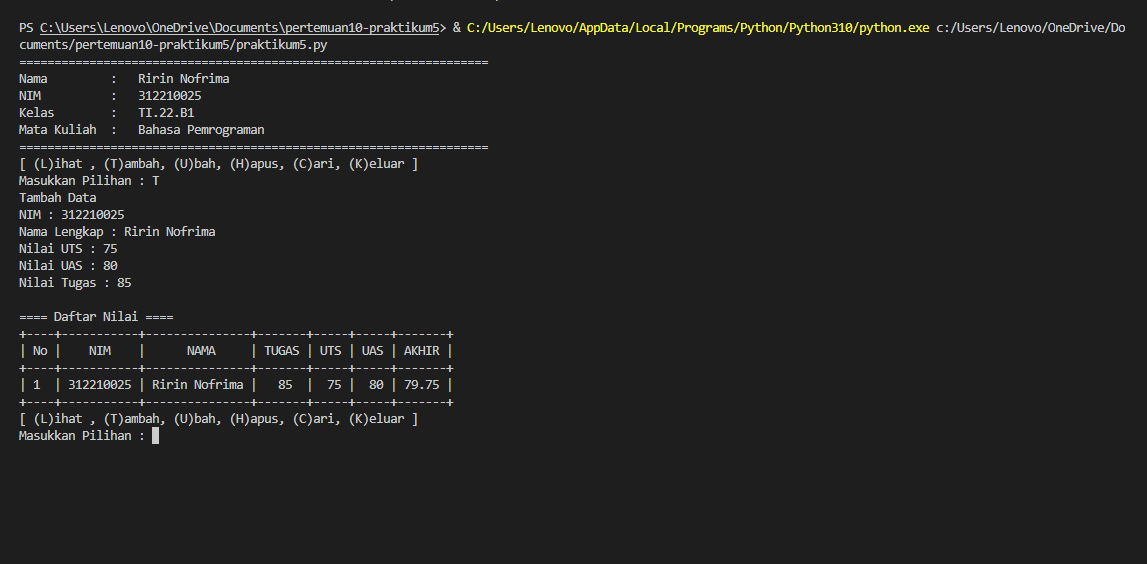 PS C:\Users\Lenovo\OneDrive\Documents\pertemuan10-praktikum5> & C:/Users/Lenovo/AppData/Local/Programs/Python/Python310/python.exe c:/Users/Lenovo/OneDrive/Do
cuments/pertemuan10-praktikum5/praktikum5.py
===================================================================
Nama         :   Ririn Nofrima
NIM          :   312210025
Kelas        :   TI.22.B1
Mata Kuliah  :   Bahasa Pemrograman
===================================================================
[ (L)ihat , (T)ambah, (U)bah, (H)apus, (C)ari, (K)eluar ]
Masukkan Pilihan : T
Tambah Data
NIM : 312210025
Nama Lengkap : Ririn Nofrima
Nilai UTS : 75
Nilai UAS : 80
Nilai Tugas : 85

==== Daftar Nilai ====
+----+-----------+---------------+-------+-----+-----+-------+
| No |    NIM    |      NAMA     | TUGAS | UTS | UAS | AKHIR |
+----+-----------+---------------+-------+-----+-----+-------+
| 1  | 312210025 | Ririn Nofrima |   85  |  75 |  80 | 79.75 |
+----+-----------+---------------+-------+-----+-----+-------+
[ (L)ihat , (T)ambah, (U)bah, (H)apus, (C)ari, (K)eluar ]
Masukkan Pilihan :